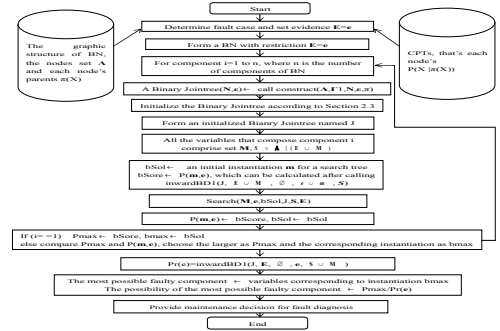 Start
Determine fault case and set evidence E=e
The graphic
structure of BN,
the nodes set A
and each node's
parents π(X)
CPTs, that's each
node's
P(X |π(X))
Form a BN with restriction E=e
For component i=1 to n, where n is the number
of components of BN
A Binary Jointree(N,ε)← call construct(A,Γ1,N,ε,π)
Initialize the Binary Jointree according to Section 2.3
Form an initialized Bianry Jointree named J
All the variables that compose component i
comprise set M, S = A \ (E ∪ M)
bSol← an initial instantiation m for a search tree
bSore← P(m,e), which can be calculated after calling
inwardBD1(J, E ∪ M , ∅ , e ∪ m , S)
Search(M,e,bSol,J,S,E)
P(m,e)← bScore, bSol← bSol
If (i= =1) Pmax← bSore, bmax← bSol
else compare Pmax and P(m,e), choose the larger as Pmax and the corresponding instantiation as bmax
Pr(e)=inwardBD1(J, E, ∅ , e, S ∪ M )
The most possible faulty component ← variables corresponding to instantiation bmax
The possibility of the most possible faulty component ← Pmax/Pr(e)
Provide maintenance decision for fault diagnosis
End